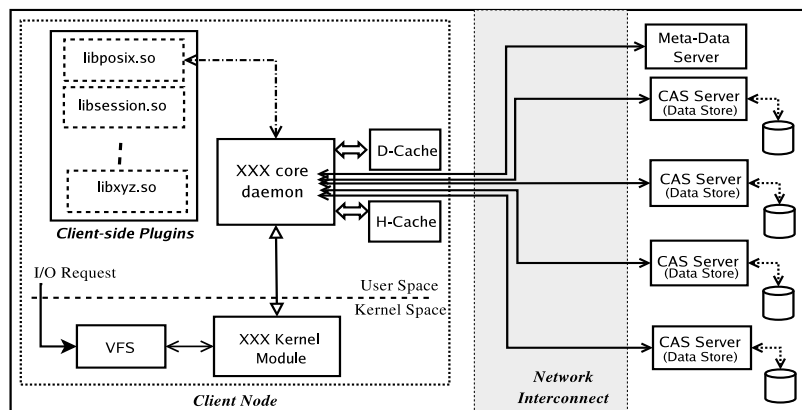 libposix.so
libsession.so
libxyz.so
Client-side Plugins
XXX core
daemon
D-Cache
H-Cache
I/O Request
User Space
Kernel Space
VFS
XXX Kernel
Module
Client Node
Network
Interconnect
Meta-Data
Server
CAS Server
(Data Store)
CAS Server
(Data Store)
CAS Server
(Data Store)
CAS Server
(Data Store)